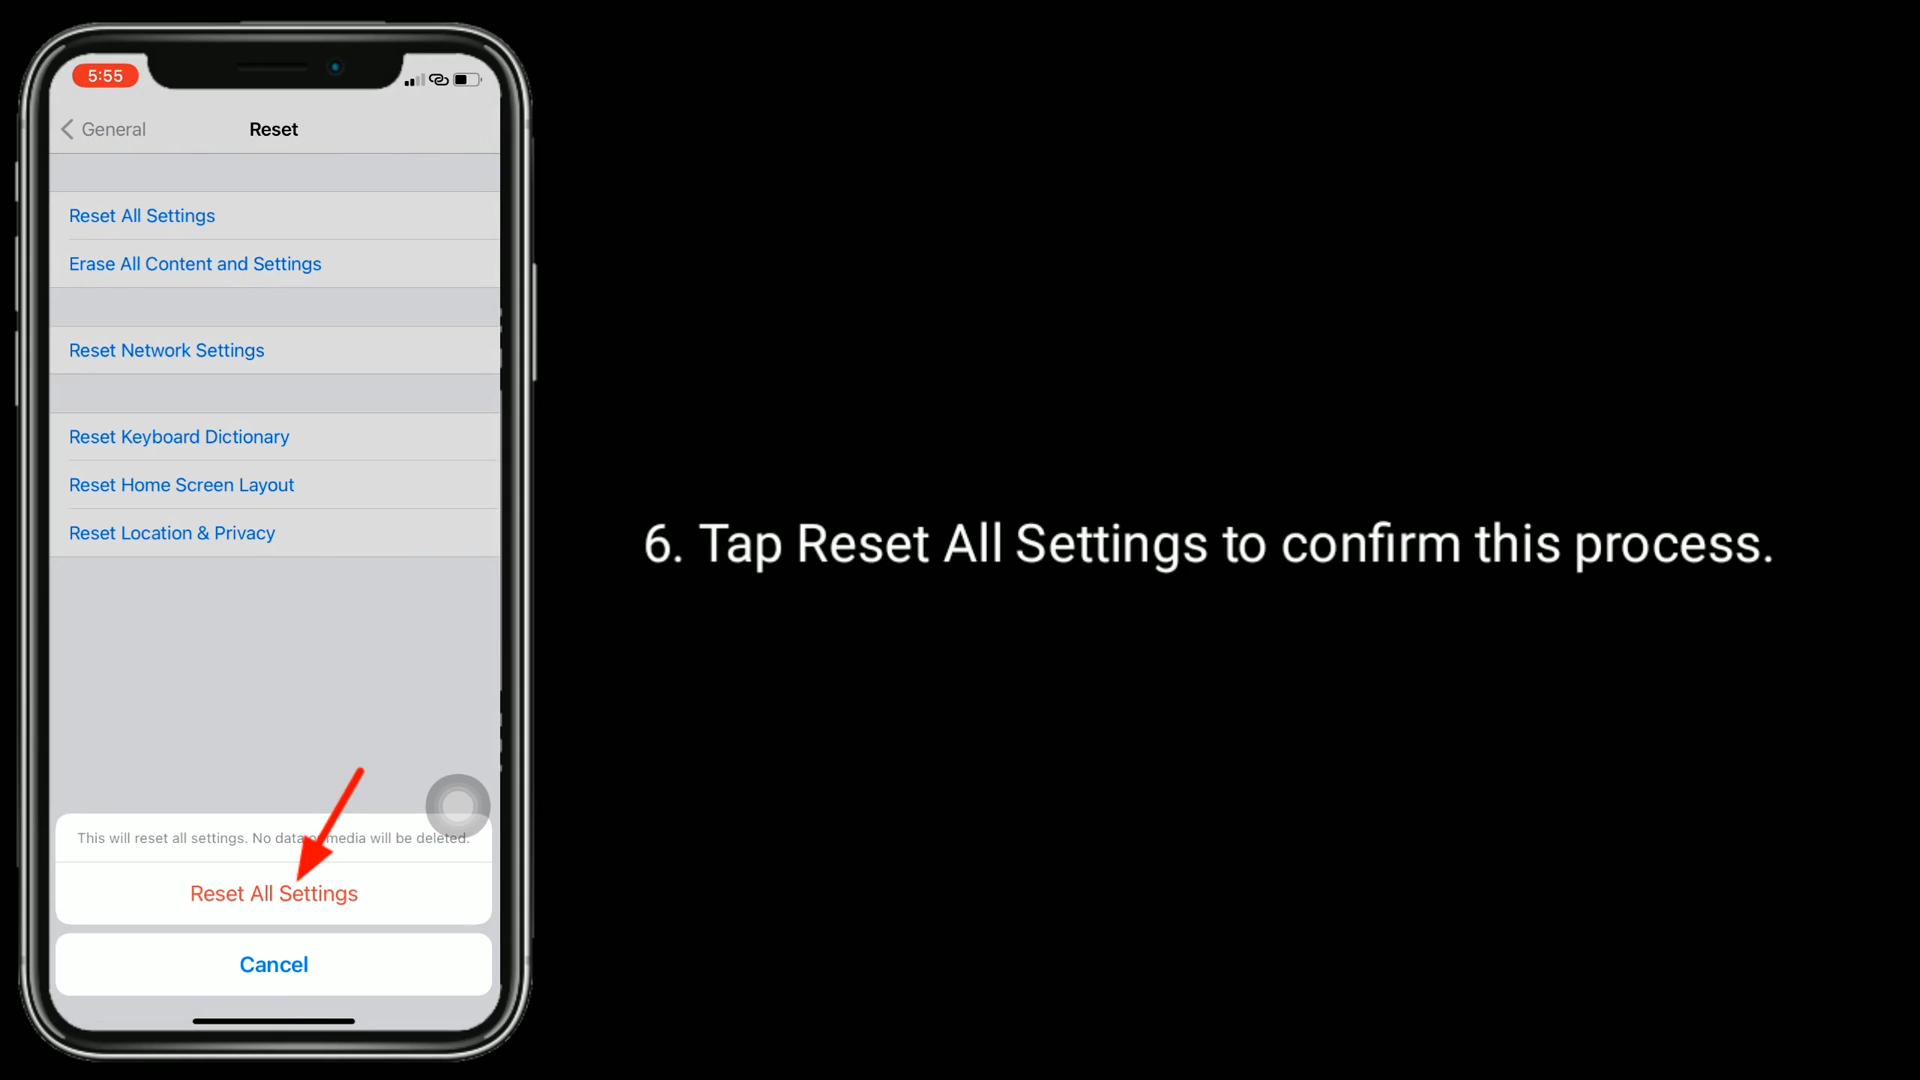 5:55
General
Reset
Reset All Settings
Erase All Content and Settings
Reset Network Settings
Reset Keyboard Dictionary
Reset Home Screen Layout
Reset Location & Privacy
This will reset all settings. No data or media will be deleted.
Reset All Settings
Cancel
6. Tap Reset All Settings to confirm this process.